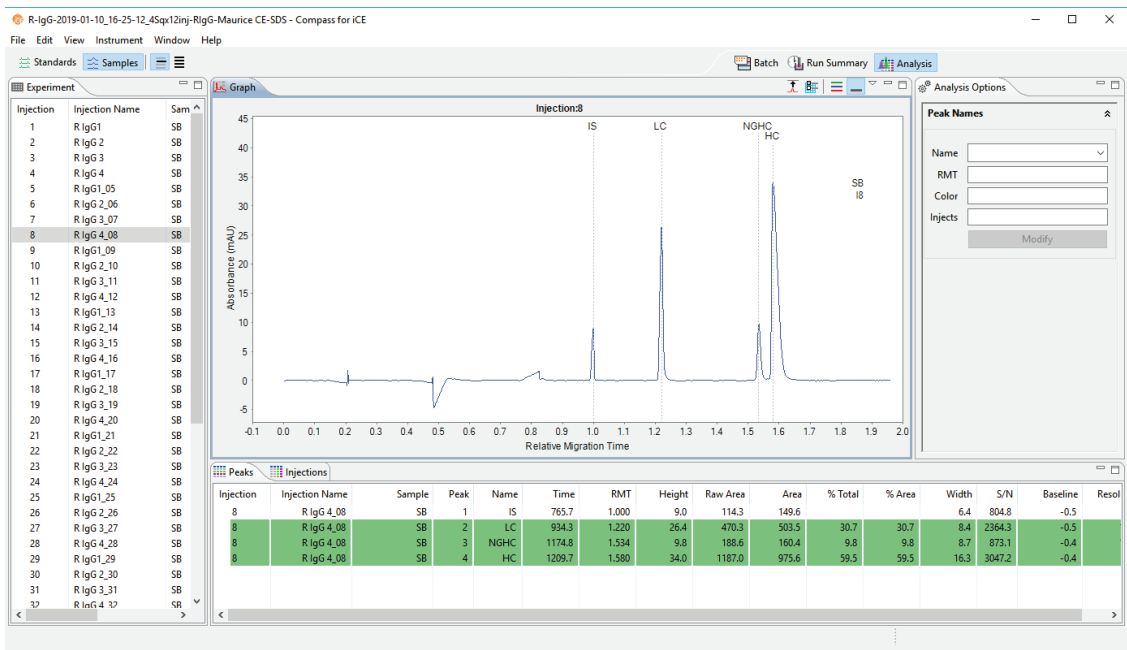 R-IgG-2019-01-10_16-25-12_4Sqx12inj-RIgG-Maurice CE-SDS - Compass for iCE
File Edit View Instrument Window Help
Standards Samples Batch Run Summary Analysis
Experiment
Injection Injection Name Sam
1 R IgG1 SB
2 R IgG 2 SB
3 R IgG 3 SB
4 R IgG 4 SB
5 R IgG1_05 SB
6 R IgG 2_06 SB
7 R IgG 3_07 SB
8 R IgG 4_08 SB
9 R IgG1_09 SB
10 R IgG 2_10 SB
11 R IgG 3_11 SB
12 R IgG 4_12 SB
13 R IgG1_13 SB
14 R IgG 2_14 SB
15 R IgG 3_15 SB
16 R IgG 4_16 SB
17 R IgG1_17 SB
18 R IgG 2_18 SB
19 R IgG 3_19 SB
20 R IgG 4_20 SB
21 R IgG1_21 SB
22 R IgG 2_22 SB
23 R IgG 3_23 SB
24 R IgG 4_24 SB
25 R IgG1_25 SB
26 R IgG 2_26 SB
27 R IgG 3_27 SB
28 R IgG 4_28 SB
29 R IgG1_29 SB
30 R IgG 2_30 SB
31 R IgG 3_31 SB
32 R IgG 4_32 SB
Graph
Injection:8
IS LC NGHC
HC
SB
I8
Absorbance (mAU)
45
40
35
30
25
20
15
10
5
0
-5
-0.1 0.0 0.1 0.2 0.3 0.4 0.5 0.6 0.7 0.8 0.9 1.0 1.1 1.2 1.3 1.4 1.5 1.6 1.7 1.8 1.9 2.0
Relative Migration Time
Analysis Options
Peak Names
Name
RMT
Color
Injects
Modify
Peaks Injections
Injection Injection Name Sample Peak Name Time RMT Height Raw Area Area % Total % Area Width S/N Baseline Resol
8 R IgG 4_08 SB 1 IS 765.7 1.000 9.0 114.3 149.6 6.4 804.8 -0.5
8 R IgG 4_08 SB 2 LC 934.3 1.220 26.4 470.3 503.5 30.7 30.7 8.4 2364.3 -0.5
8 R IgG 4_08 SB 3 NGHC 1174.8 1.534 9.8 188.6 160.4 9.8 9.8 8.7 873.1 -0.4
8 R IgG 4_08 SB 4 HC 1209.7 1.580 34.0 1187.0 975.6 59.5 59.5 16.3 3047.2 -0.4